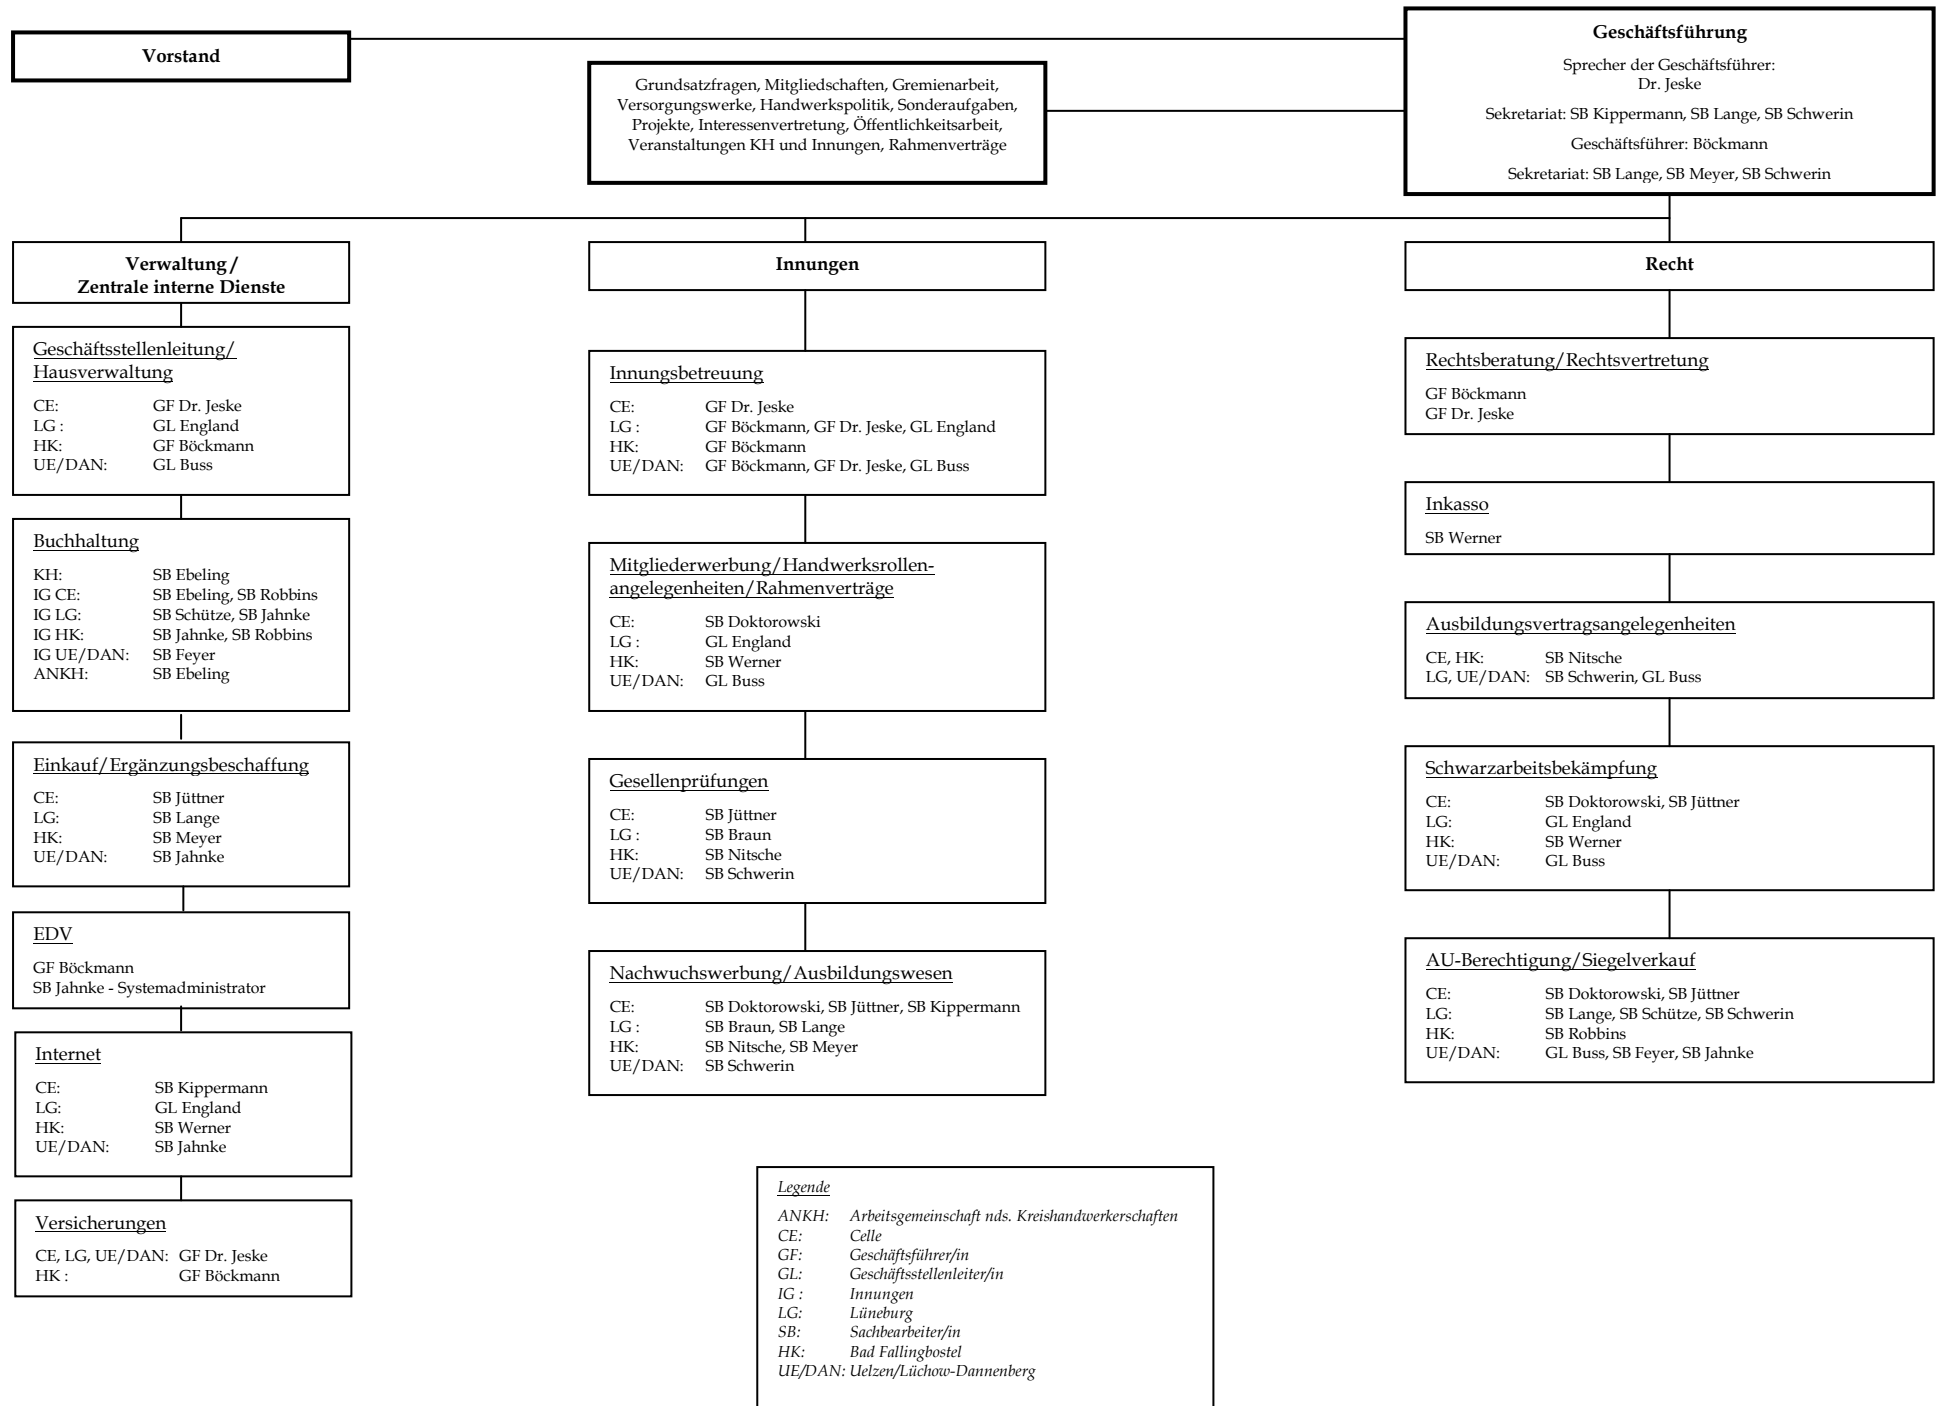 Vorstand
Geschäftsführung
Sprecher der Geschäftsführer:
Dr. Jeske
Sekretariat: SB Kippermann, SB Lange, SB Schwerin
Geschäftsführer: Böckmann
Sekretariat: SB Lange, SB Meyer, SB Schwerin
Grundsatzfragen, Mitgliedschaften, Gremienarbeit,
Versorgungswerke, Handwerkspolitik, Sonderaufgaben,
Projekte, Interessenvertretung, Öffentlichkeitsarbeit,
Veranstaltungen KH und Innungen, Rahmenverträge
Verwaltung/
Zentrale interne Dienste
Geschäftsstellenleitung/
Hausverwaltung
CE: GF Dr. Jeske
LG : GL England
HK: GF Böckmann
UE/DAN: GL Buss
Buchhaltung
KH: SB Ebeling
IG CE: SB Ebeling, SB Robbins
IG LG: SB Schütze, SB Jahnke
IG HK: SB Jahnke, SB Robbins
IG UE/DAN: SB Feyer
ANKH: SB Ebeling
Einkauf/Ergänzungsbeschaffung
CE: SB Jüttner
LG: SB Lange
HK: SB Meyer
UE/DAN: SB Jahnke
EDV
GF Böckmann
SB Jahnke - Systemadministrator
Internet
CE: SB Kippermann
LG: GL England
HK: SB Werner
UE/DAN: SB Jahnke
Versicherungen
CE, LG, UE/DAN: GF Dr. Jeske
HK : GF Böckmann
Innungen
Innungsbetreuung
CE: GF Dr. Jeske
LG : GF Böckmann, GF Dr. Jeske, GL England
HK: GF Böckmann
UE/DAN: GF Böckmann, GF Dr. Jeske, GL Buss
Mitgliederwerbung/Handwerksrollen-
angelegenheiten/Rahmenverträge
CE: SB Doktorowski
LG : GL England
HK: SB Werner
UE/DAN: GL Buss
Gesellenprüfungen
CE: SB Jüttner
LG : SB Braun
HK: SB Nitsche
UE/DAN: SB Schwerin
Nachwuchswerbung/Ausbildungswesen
CE: SB Doktorowski, SB Jüttner, SB Kippermann
LG : SB Braun, SB Lange
HK: SB Nitsche, SB Meyer
UE/DAN: SB Schwerin
Recht
Rechtsberatung/Rechtsvertretung
GF Böckmann
GF Dr. Jeske
Inkasso
SB Werner
Ausbildungsvertragsangelegenheiten
CE, HK: SB Nitsche
LG, UE/DAN: SB Schwerin, GL Buss
Schwarzarbeitsbekämpfung
CE: SB Doktorowski, SB Jüttner
LG: GL England
HK: SB Werner
UE/DAN: GL Buss
AU-Berechtigung/Siegelverkauf
CE: SB Doktorowski, SB Jüttner
LG: SB Lange, SB Schütze, SB Schwerin
HK: SB Robbins
UE/DAN: GL Buss, SB Feyer, SB Jahnke
Legende
ANKH: Arbeitsgemeinschaft nds. Kreishandwerkerschaften
CE: Celle
GF: Geschäftsführer/in
GL: Geschäftsstellenleiter/in
IG : Innungen
LG: Lüneburg
SB: Sachbearbeiter/in
HK: Bad Fallingbostel
UE/DAN: Uelzen/Lüchow-Dannenberg